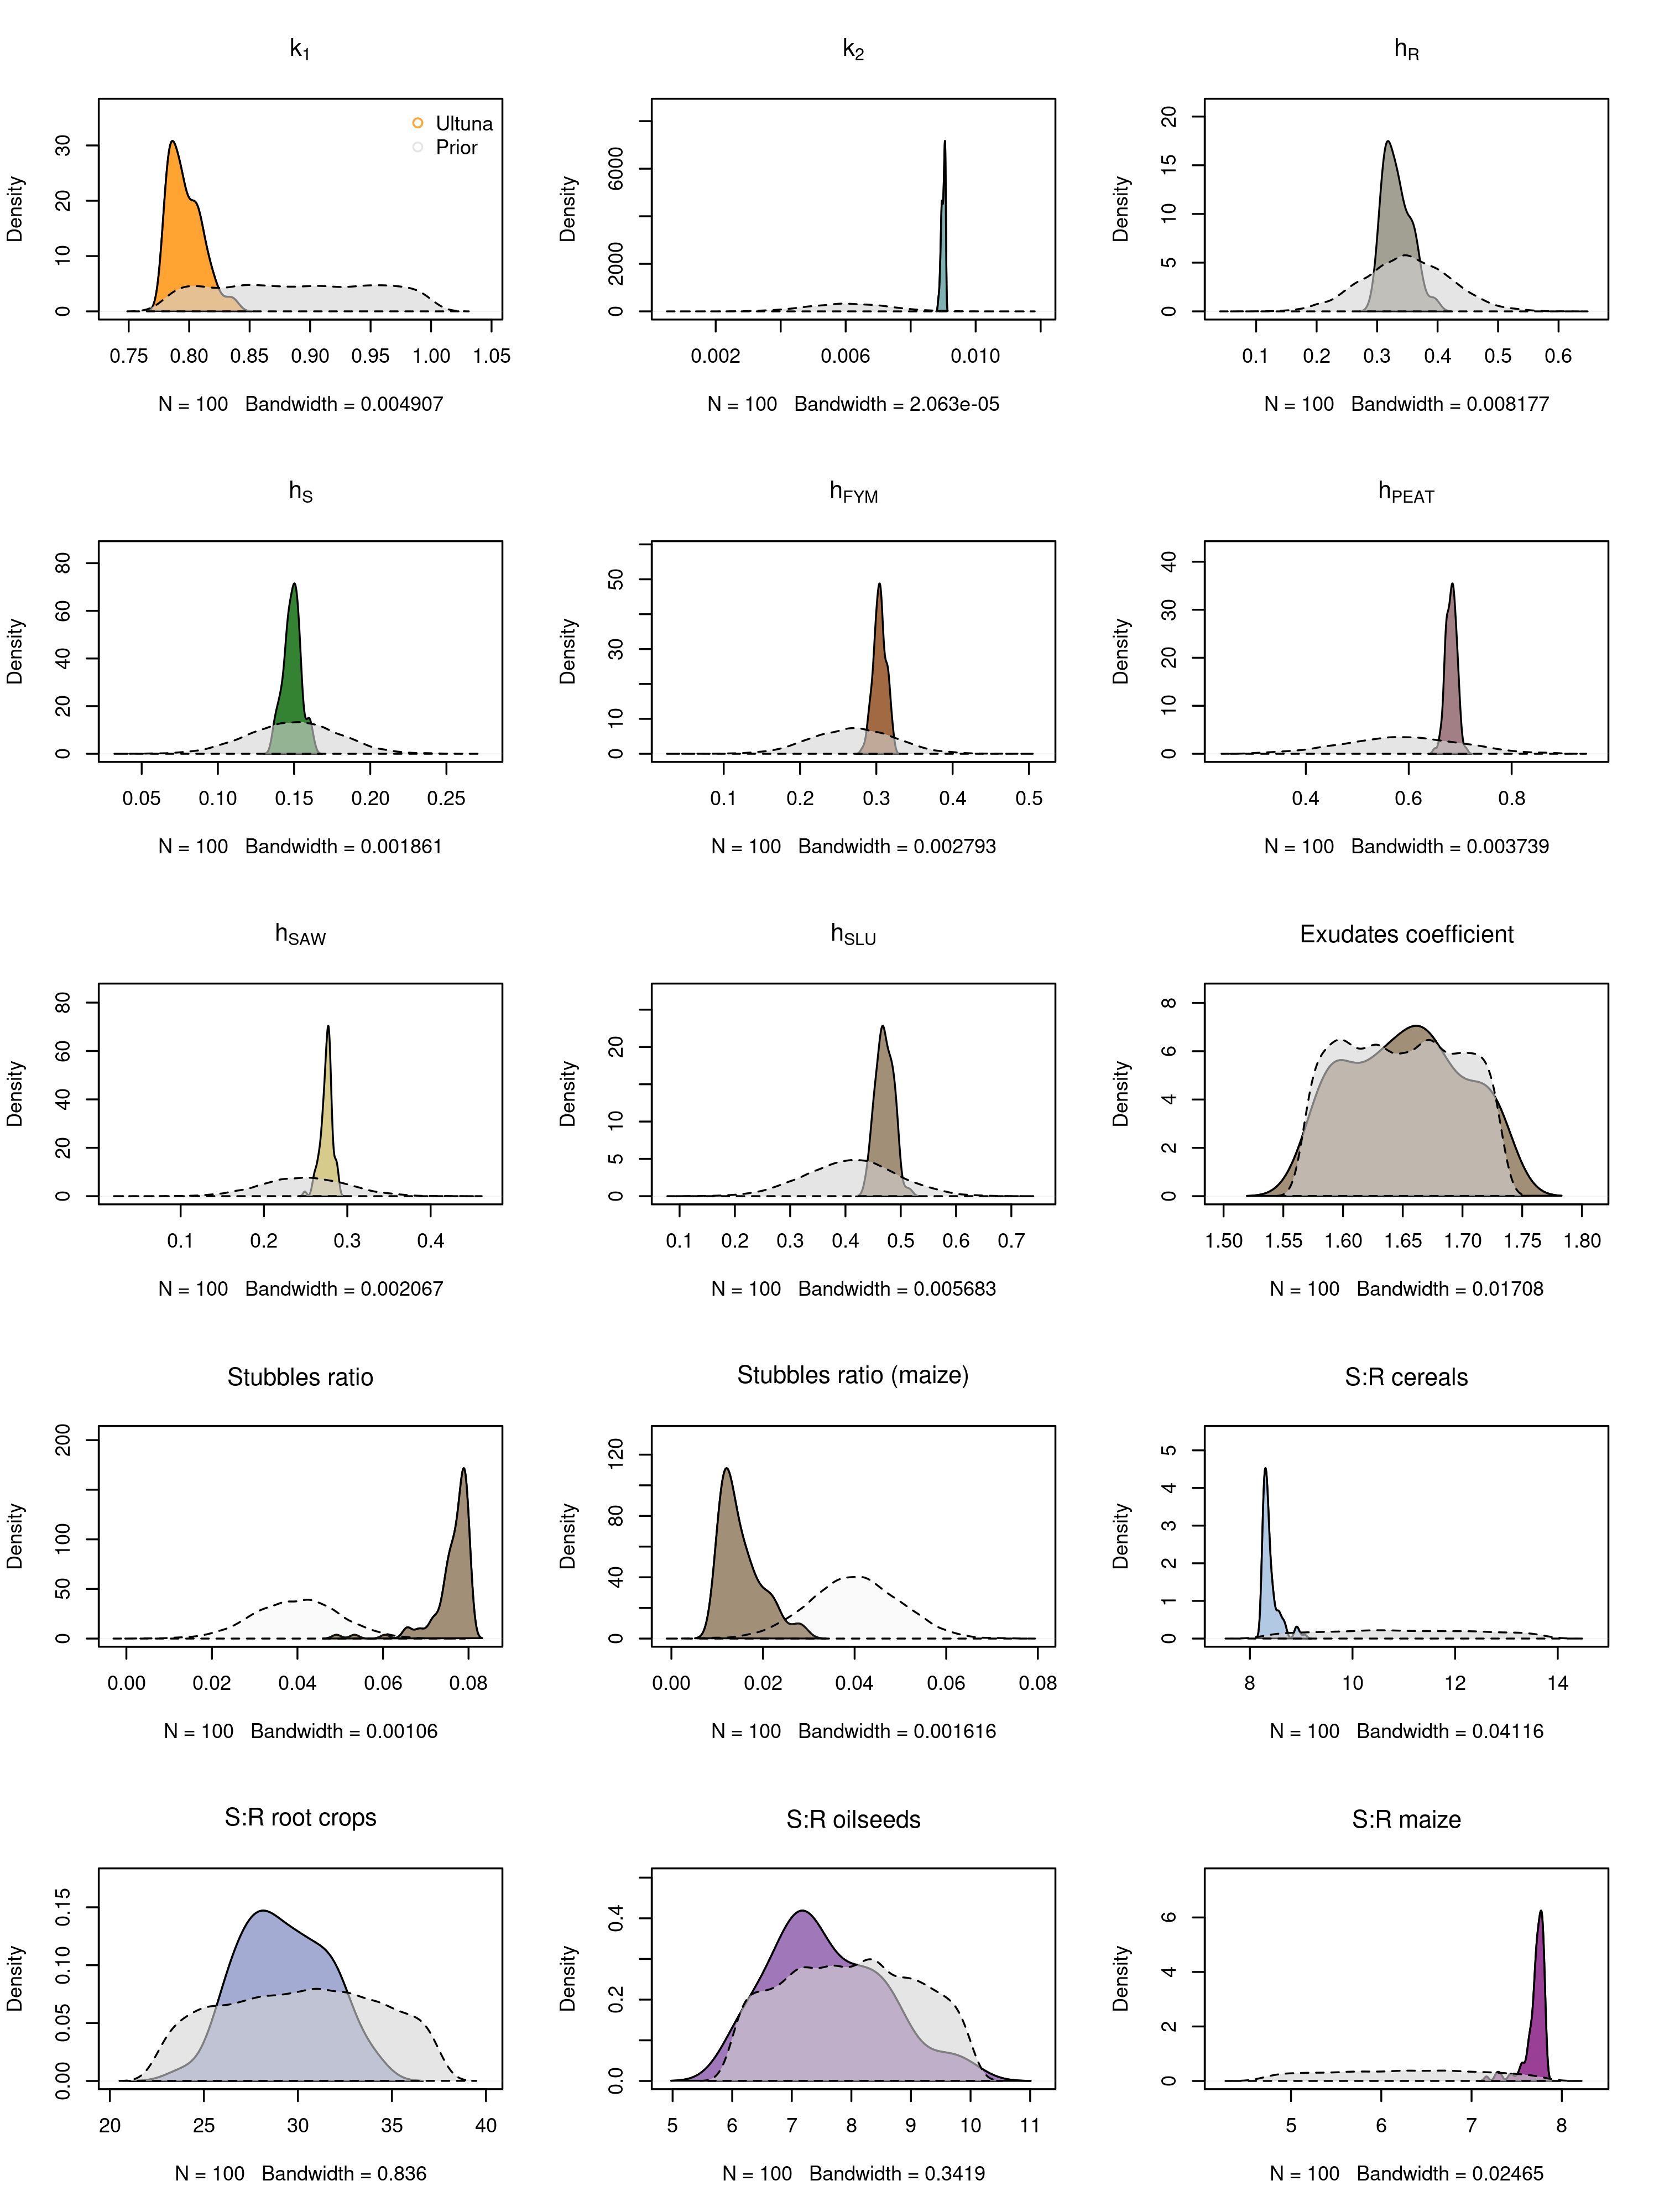 k1
Density
0 10 20 30
Ultuna
Prior
0.75 0.80 0.85 0.90 0.95 1.00 1.05
N = 100 Bandwidth = 0.004907
k2
Density
2000 6000 0
0.002 0.006 0.010
N = 100 Bandwidth = 2.063e-05
hR
Density
0 5 10 15 20
0.1 0.2 0.3 0.4 0.5 0.6
N = 100 Bandwidth = 0.008177
hS
Density
0 20 40 60 80
0.05 0.10 0.15 0.20 0.25
N = 100 Bandwidth = 0.001861
hFYM
Density
0 10 30 50
0.1 0.2 0.3 0.4 0.5
N = 100 Bandwidth = 0.002793
hPEAT
Density
0 10 20 30 40
0.4 0.6 0.8
N = 100 Bandwidth = 0.003739
hSAW
Density
0 20 40 60 80
0.1 0.2 0.3 0.4
N = 100 Bandwidth = 0.002067
hSLU
Density
0 5 10 20
0.1 0.2 0.3 0.4 0.5 0.6 0.7
N = 100 Bandwidth = 0.005683
Exudates coefficient
Density
0 2 4 6 8
1.50 1.55 1.60 1.65 1.70 1.75 1.80
N = 100 Bandwidth = 0.01708
Stubbles ratio
Density
0 50 100 200
0.00 0.02 0.04 0.06 0.08
N = 100 Bandwidth = 0.00106
Stubbles ratio (maize)
Density
0 40 80 120
0.00 0.02 0.04 0.06 0.08
N = 100 Bandwidth = 0.001616
S:R cereals
Density
0 1 2 3 4 5
8 10 12 14
N = 100 Bandwidth = 0.04116
S:R root crops
Density
0.00 0.05 0.10 0.15
20 25 30 35 40
N = 100 Bandwidth = 0.836
S:R oilseeds
Density
0.0 0.2 0.4
5 6 7 8 9 10 11
N = 100 Bandwidth = 0.3419
S:R maize
Density
0 2 4 6
5 6 7 8
N = 100 Bandwidth = 0.02465